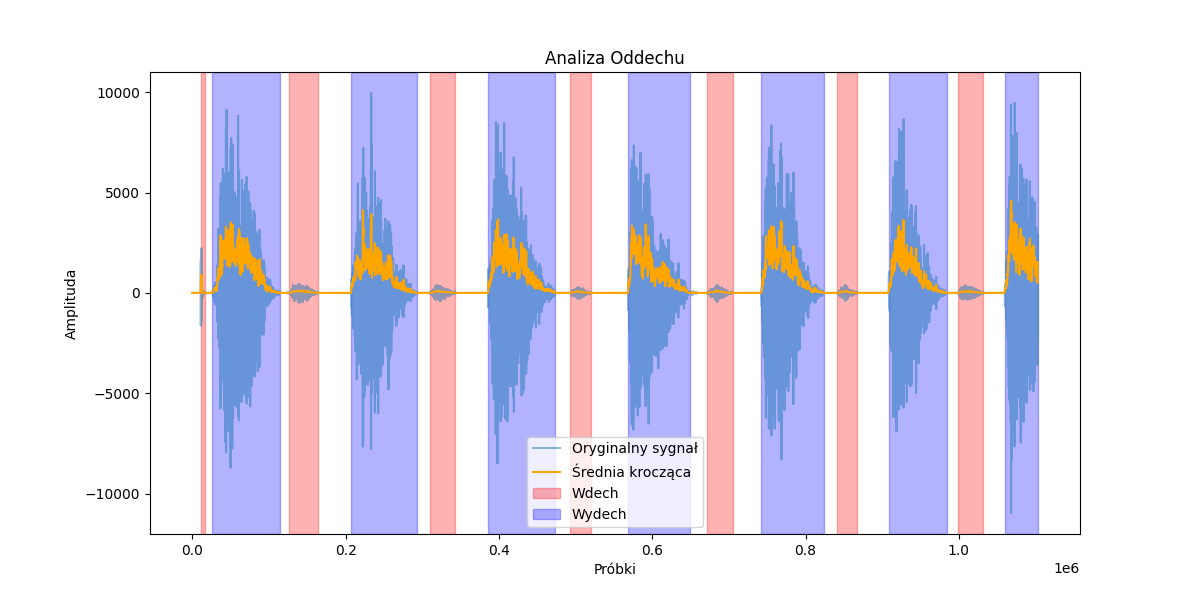 Analiza Oddechu
Amplituda
10000
5000
0
−5000
−10000
Oryginalny sygnał
Średnia krocząca
Wdech
Wydech
0.0 0.2 0.4 0.6 0.8 1.0
1e6
Próbki